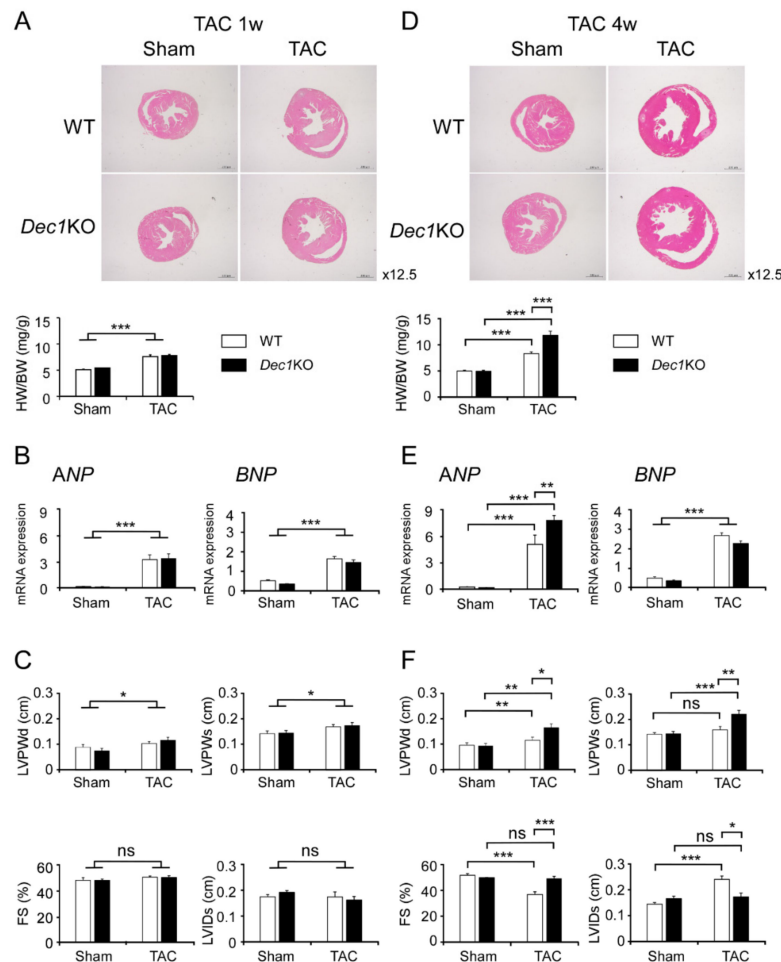 A
TAC 1w
Sham TAC
WT
Dec1KO
x12.5
HW/BW (mg/g)
15
10
5
0
***
Sham TAC
WT
Dec1KO
B
ANP
mRNA expression
9
6
3
0
***
Sham TAC
BNP
mRNA expression
4
3
2
1
0
***
Sham TAC
C
LVPWd (cm)
0.3
0.2
0.1
0
*
Sham TAC
LVPWs (cm)
0.3
0.2
0.1
0
*
Sham TAC
FS (%)
60
40
20
0
ns
Sham TAC
LVIDs (cm)
0.3
0.2
0.1
0
ns
Sham TAC
D
TAC 4w
Sham TAC
WT
Dec1KO
x12.5
HW/BW (mg/g)
15
10
5
0
***
***
***
Sham TAC
WT
Dec1KO
E
ANP
mRNA expression
9
6
3
0
**
***
***
Sham TAC
BNP
mRNA expression
4
3
2
1
0
***
Sham TAC
F
LVPWd (cm)
0.3
0.2
0.1
0
*
**
**
Sham TAC
LVPWs (cm)
0.3
0.2
0.1
0
**
***
ns
Sham TAC
FS (%)
60
40
20
0
***
ns
***
Sham TAC
LVIDs (cm)
0.3
0.2
0.1
0
*
ns
***
Sham TAC